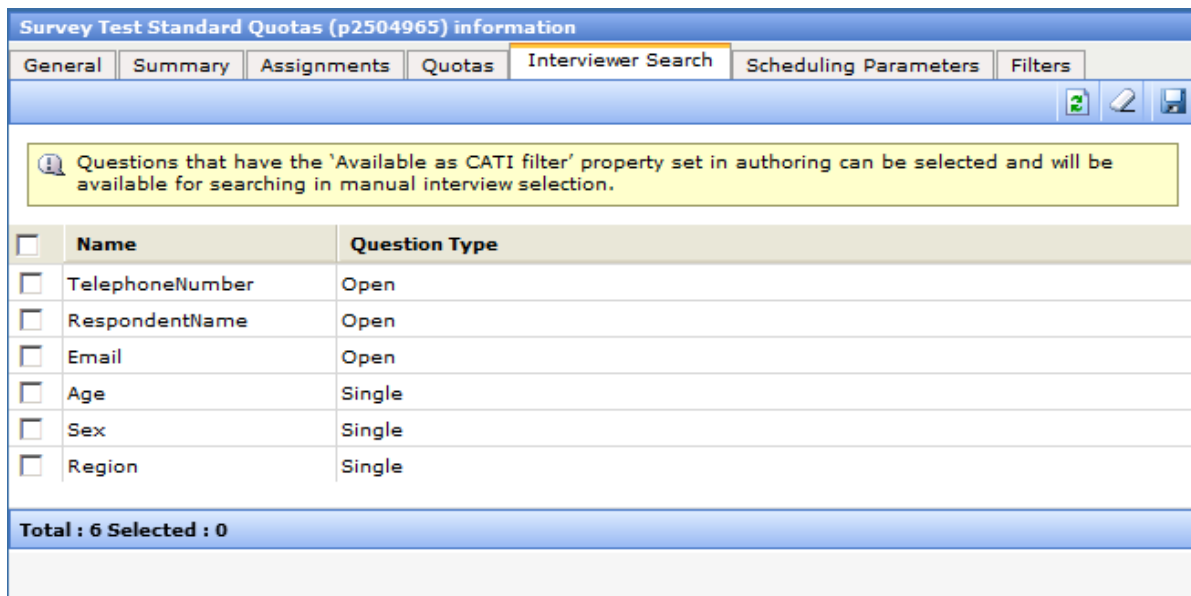 Survey Test Standard Quotas (p2504965) information
General Summary Assignments Quotas Interviewer Search Scheduling Parameters Filters
Questions that have the 'Available as CATI filter' property set in authoring can be selected and will be
available for searching in manual interview selection.
Name Question Type
TelephoneNumber Open
RespondentName Open
Email Open
Age Single
Sex Single
Region Single
Total : 6 Selected : 0